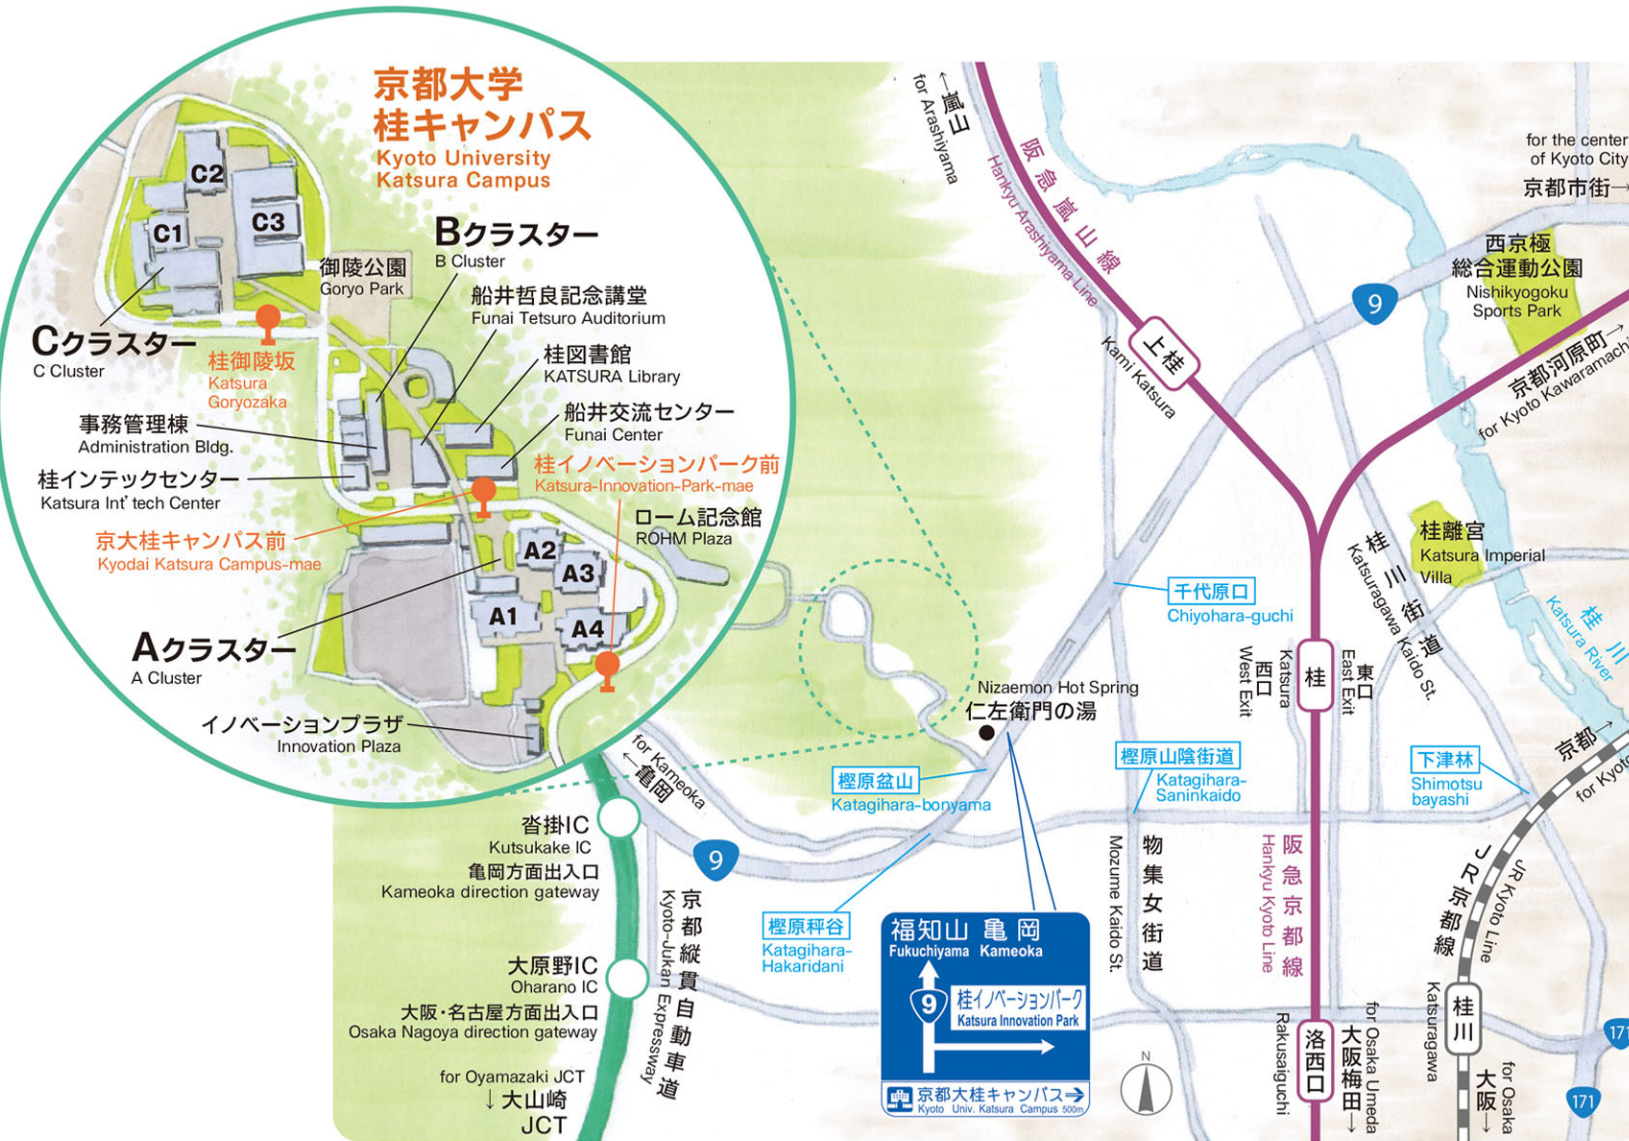 京都大学
桂キャンパス
Kyoto University
Katsura Campus
C2
C1
C3
Bクラスター
B Cluster
御陵公園
Goryo Park
船井哲良記念講堂
Funai Tetsuro Auditorium
Cクラスター
C Cluster
桂御陵坂
Katsura
Goryozaka
桂図書館
KATSURA Library
事務管理棟
Administration Bldg.
船井交流センター
Funai Center
桂インテックセンター
Katsura Int' tech Center
桂イノベーションパーク前
Katsura-Innovation-Park-mae
京大桂キャンパス前
Kyodai Katsura Campus-mae
ローム記念館
ROHM Plaza
A2
A3
A1
A4
Aクラスター
A Cluster
イノベーションプラザ
Innovation Plaza
←嵐山
for Arashiyama
阪急嵐山線
Hankyu Arashiyama Line
for the center
of Kyoto City
京都市街→
西京極
総合運動公園
Nishikyogoku
Sports Park
9
上桂
Kami Katsura
京都河原町→
for Kyoto Kawaramachi
桂離宮
Katsura Imperial
Villa
桂川街道
Katsuragawa Kaido St.
桂川
Katsura River
千代原口
Chiyohara-guchi
桂
Katsura
西口
West Exit
東口
East Exit
Nizaemon Hot Spring
仁左衛門の湯
for Kameoka
←亀岡
樫原盆山
Katagihara-bonyama
樫原山陰街道
Katagihara-
Saninkaido
下津林
Shimotsu
bayashi
京都→
for Kyoto
沓掛IC
Kutsukake IC
亀岡方面出入口
Kameoka direction gateway
9
京都縦貫自動車道
Kyoto-Jukan Expressway
樫原秤谷
Katagihara-
Hakaridani
物集女街道
Mozume Kaido St.
阪急京都線
Hankyu Kyoto Line
JR京都線
JR Kyoto Line
大原野IC
Oharano IC
大阪・名古屋方面出入口
Osaka Nagoya direction gateway
for Oyamazaki JCT
↓大山崎
JCT
福知山 亀岡
Fukuchiyama Kameoka
9
桂イノベーションパーク
Katsura Innovation Park
京都大桂キャンパス→
Kyoto Univ. Katsura Campus 500m
N
洛西口
Rakusaiguchi
for Osaka Umeda
大阪梅田→
桂川
Katsuragawa
for Osaka
大阪→
171
171